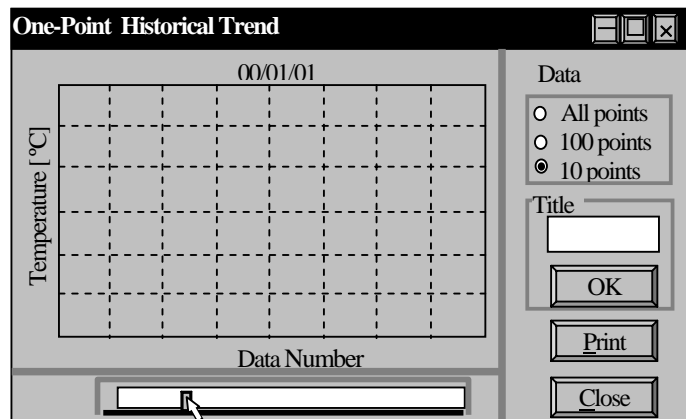 One-Point Historical Trend
00/01/01
Temperature [ °C]
Data Number
Data
All points
100 points
10 points
Title
OK
Print
Close